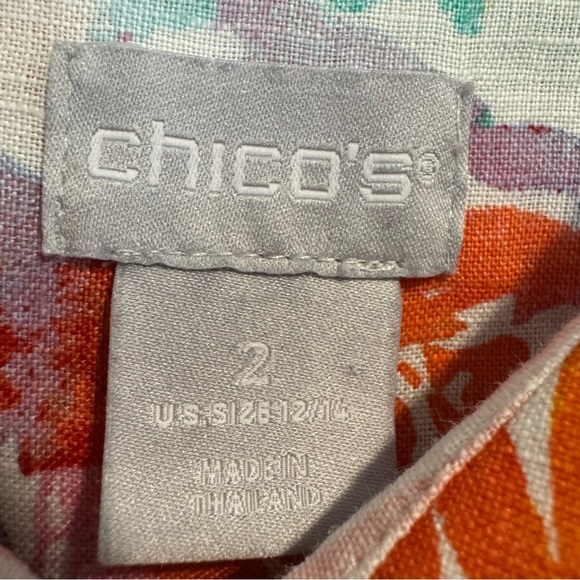 chico's®
2
U.S. SIZE 12/14
MADE IN
THAILAND